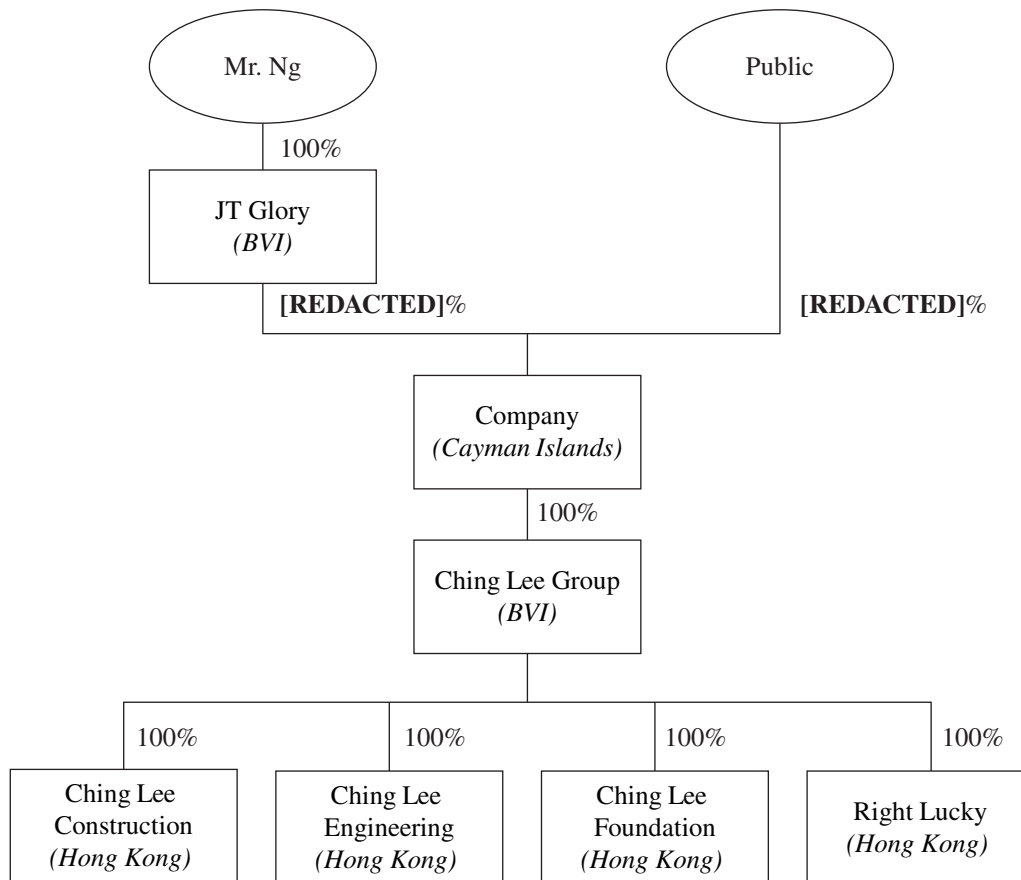 Mr. Ng
Public
100%
JT Glory
(BVI)
[REDACTED]%
[REDACTED]%
Company
(Cayman Islands)
100%
Ching Lee Group
(BVI)
100%
100%
100%
100%
Ching Lee
Construction
(Hong Kong)
Ching Lee
Engineering
(Hong Kong)
Ching Lee
Foundation
(Hong Kong)
Right Lucky
(Hong Kong)